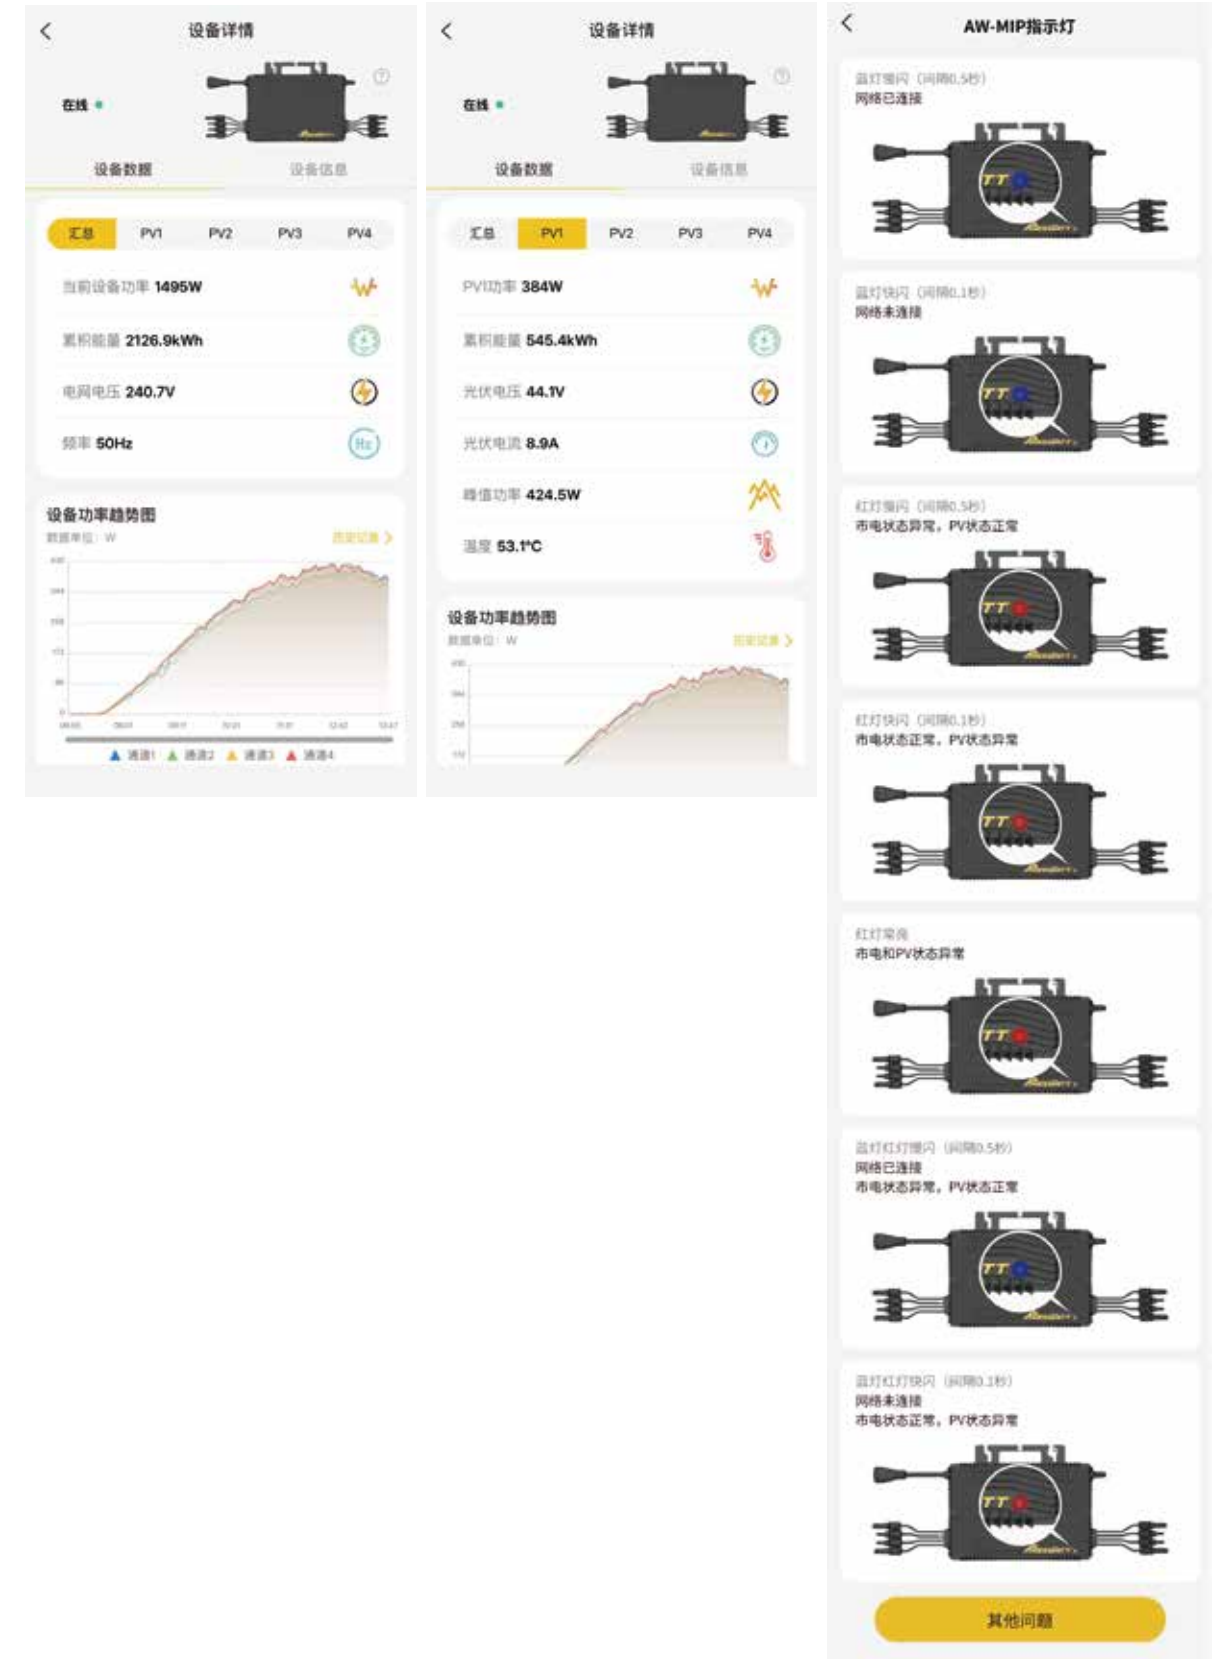 设备详情
在线
设备数据 设备信息
汇总 PV1 PV2 PV3 PV4
当前设备功率 1495W
累积能量 2126.9kWh
电网电压 240.7V
频率 50Hz
Hz
设备功率趋势图
数据单位：W
历史记录
0
通道1 通道2 通道3 通道4
设备详情
在线
设备数据 设备信息
汇总 PV1 PV2 PV3 PV4
PV1功率 384W
累积能量 545.4kWh
光伏电压 44.1V
光伏电流 8.9A
峰值功率 424.5W
温度 53.1°C
设备功率趋势图
数据单位：W
历史记录
AW-MIP指示灯
蓝灯慢闪（间隔0.5秒）
网络已连接
TT
蓝灯快闪（间隔0.1秒）
网络未连接
TT
红灯慢闪（间隔0.5秒）
市电状态异常，PV状态正常
TT
红灯快闪（间隔0.1秒）
市电状态正常，PV状态异常
TT
红灯常亮
市电和PV状态异常
TT
蓝灯红灯慢闪（间隔0.5秒）
网络已连接
市电状态异常，PV状态正常
TT
蓝灯红灯快闪（间隔0.1秒）
网络未连接
市电状态正常，PV状态异常
TT
其他问题